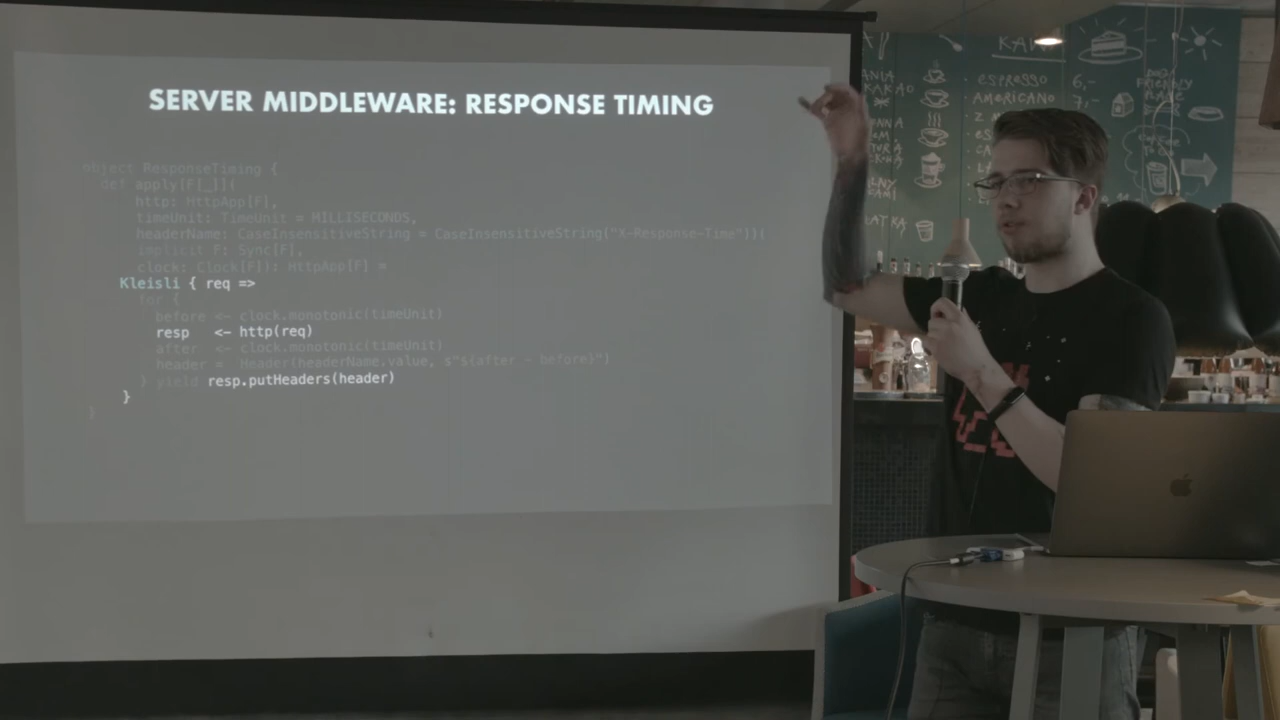 SERVER MIDDLEWARE: RESPONSE TIMING
object ResponseTiming {
def apply[F[_]](
http: HttpApp[F],
timeUnit: TimeUnit = MILLISECONDS,
headerName: CaseInsensitiveString = CaseInsensitiveString("X-Response-Time"))(
implicit F: Sync[F],
clock: Clock[F]): HttpApp[F] =
Kleisli { req =>
for {
before <- clock.monotonic(timeUnit)
resp <- http(req)
after <- clock.monotonic(timeUnit)
header = Header(headerName.value, s"${after - before}")
} yield resp.putHeaders(header)
}
}
ESPRESSO 6,-
AMERICANO 7,-